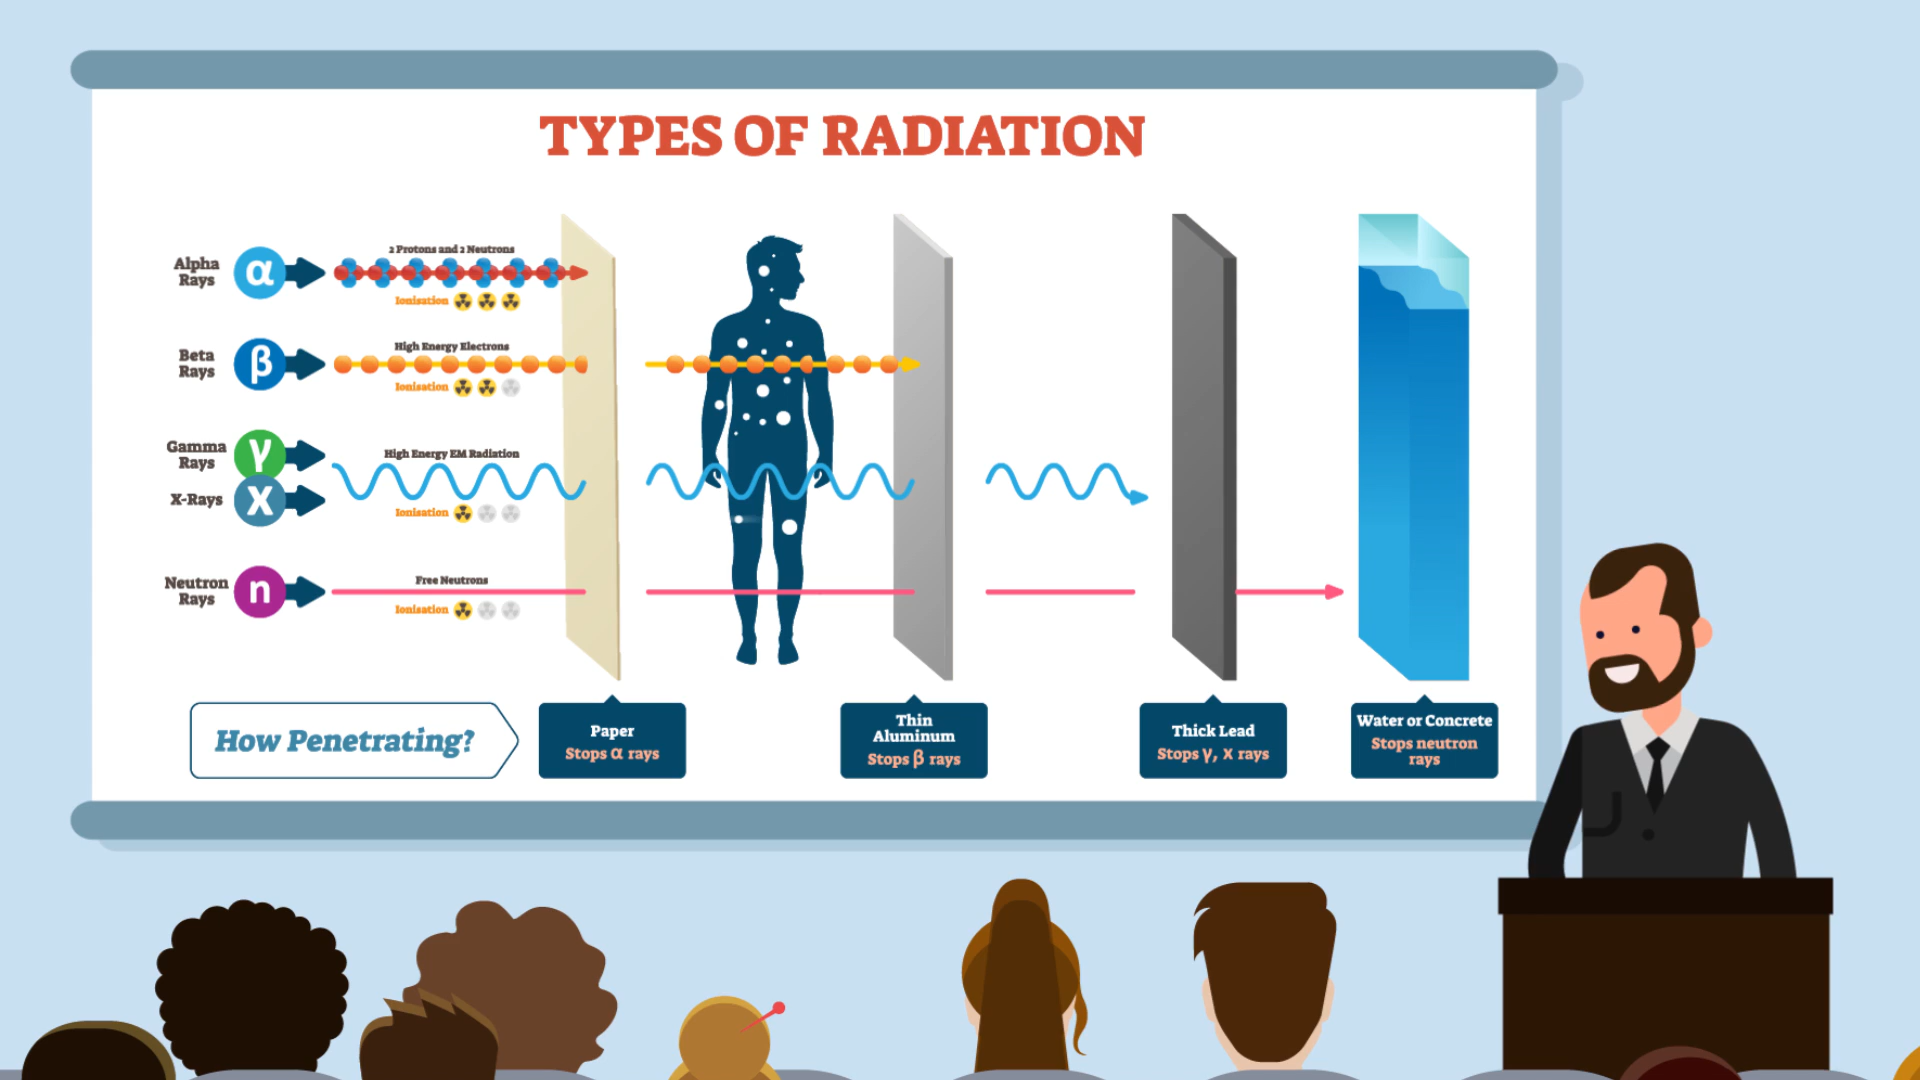 TYPES OF RADIATION
Alpha
Rays
α
2 Protons and 2 Neutrons
Ionisation
Beta
Rays
β
High Energy Electrons
Ionisation
Gamma
Rays
γ
X-Rays
X
High Energy EM Radiation
Ionisation
Neutron
Rays
n
Free Neutrons
Ionisation
How Penetrating?
Paper
Stops α rays
Thin
Aluminum
Stops β rays
Thick Lead
Stops γ, x rays
Water or Concrete
Stops neutron
rays